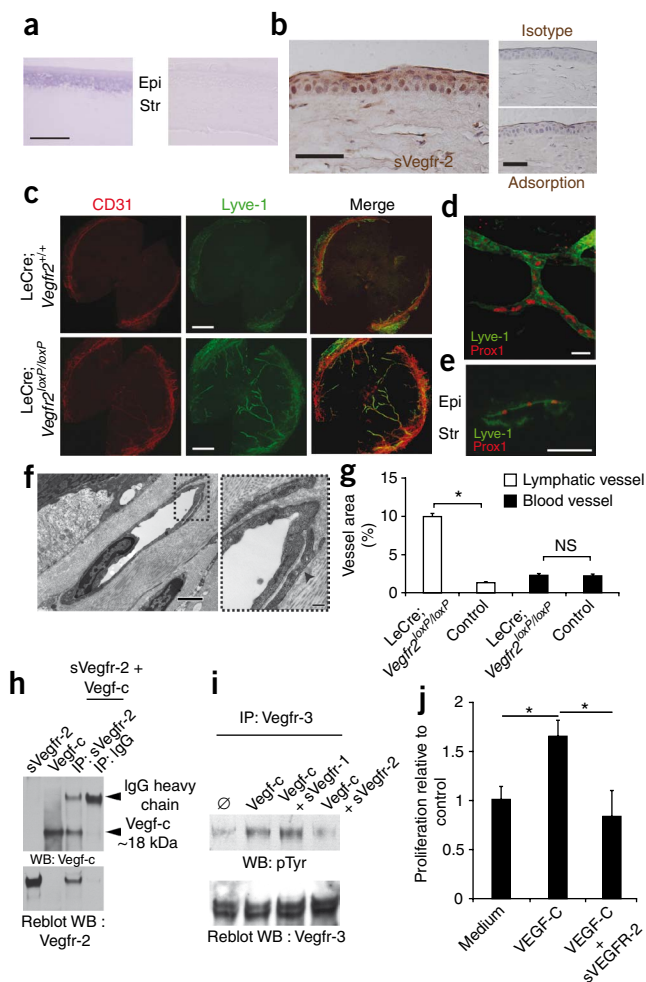 a
Epi
Str
b
sVegfr-2
Isotype
Adsorption
c
CD31
Lyve-1
Merge
LeCre;
Vegfr2+/+
LeCre;
Vegfr2loxP/loxP
d
Lyve-1
Prox1
e
Epi
Str
Lyve-1
Prox1
f
g
Lymphatic vessel
Blood vessel
Vessel area
(%)
15
10
5
0
*
NS
LeCre;
Vegfr2loxP/loxP
Control
LeCre;
Vegfr2loxP/loxP
Control
h
sVegfr-2 +
Vegf-c
sVegfr-2
Vegf-c
IP: sVegfr-2
IP: IgG
IgG heavy
chain
Vegf-c
~18 kDa
WB: Vegf-c
Reblot WB :
Vegfr-2
i
IP: Vegfr-3
∅
Vegf-c
Vegf-c
+ sVegfr-1
Vegf-c
+ sVegfr-2
WB: pTyr
Reblot WB : Vegfr-3
j
Proliferation relative to
control
2
1.5
1
0.5
0
*
*
Medium
VEGF-C
VEGF-C
+
sVEGFR-2